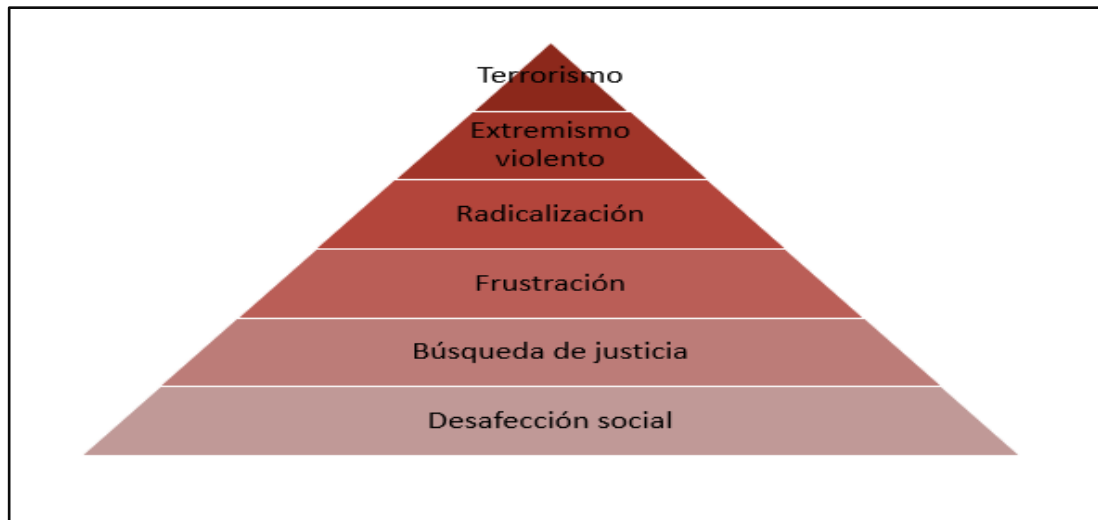 Terrorismo
Extremismo
violento
Radicalización
Frustración
Búsqueda de justicia
Desafección social